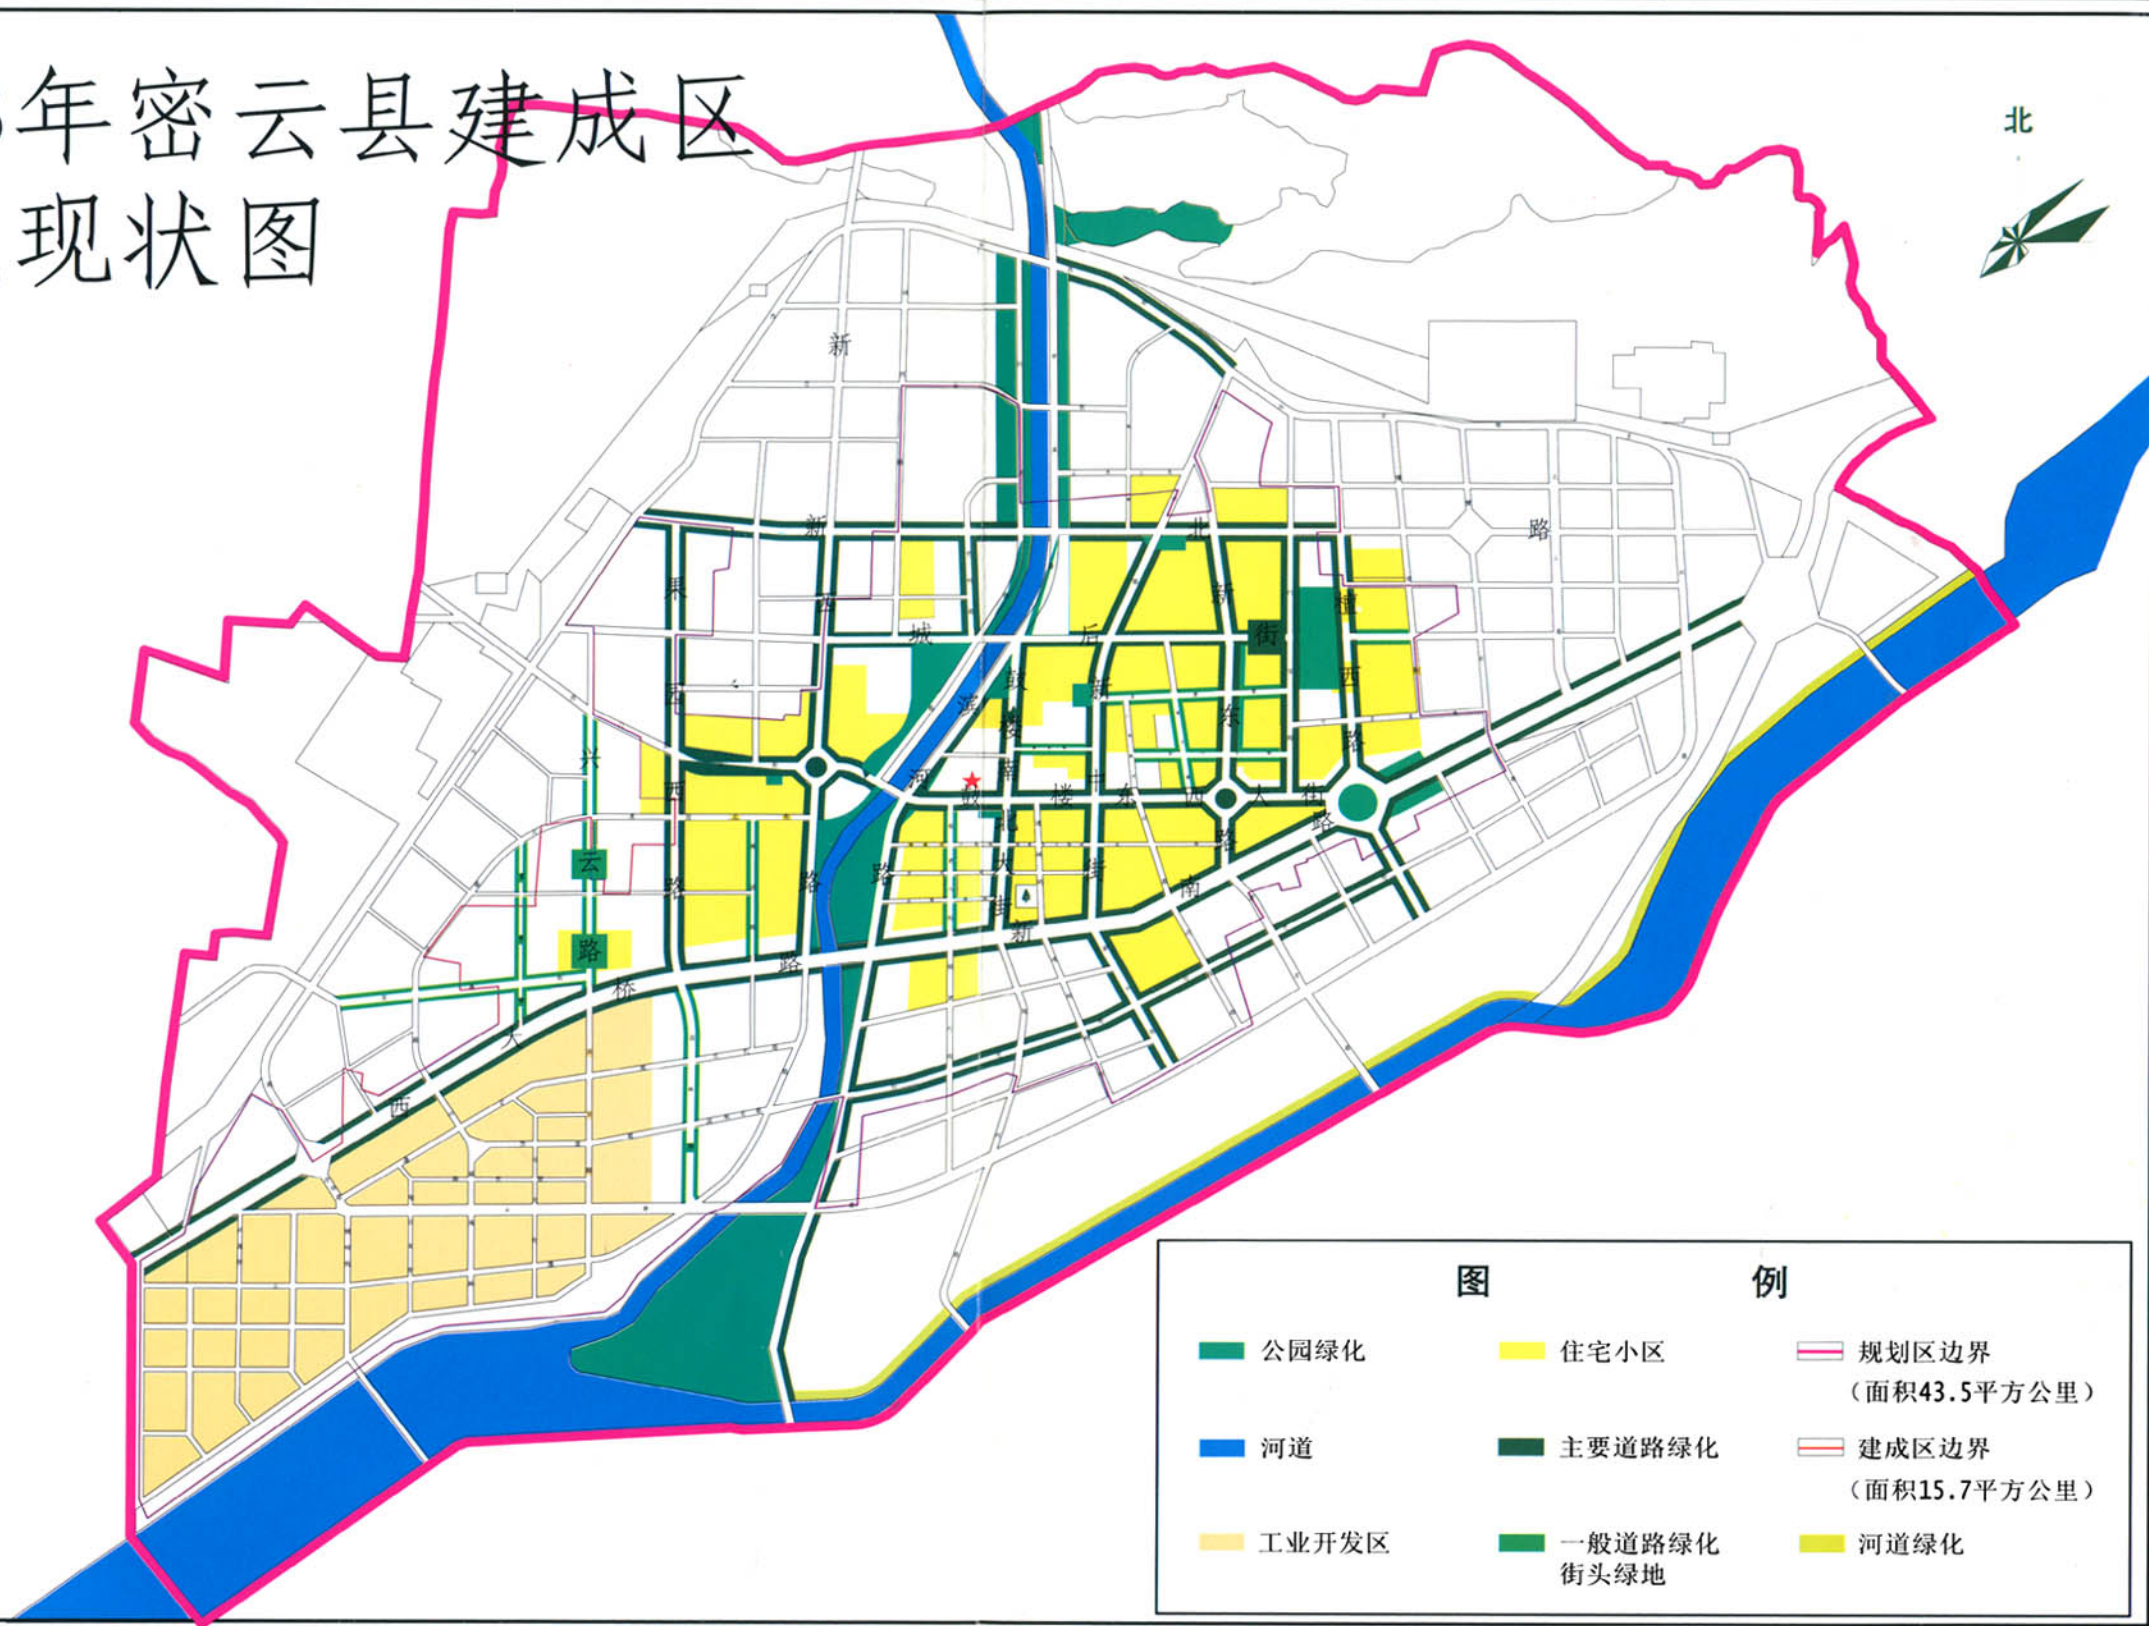 年密云县建成区
现状图
北
新
新
北
路
果
西
新
檀
城
后
街
园
鼓
新
西
滨
楼
东
路
兴
南
西
河
中
鼓
楼
东
西
大
街
北
路
路
云
大
路
路
路
街
南
街
新
路
路
桥
大
西
图 例
公园绿化
住宅小区
规划区边界
(面积43.5平方公里)
河道
主要道路绿化
建成区边界
(面积15.7平方公里)
工业开发区
一般道路绿化
街头绿地
河道绿化